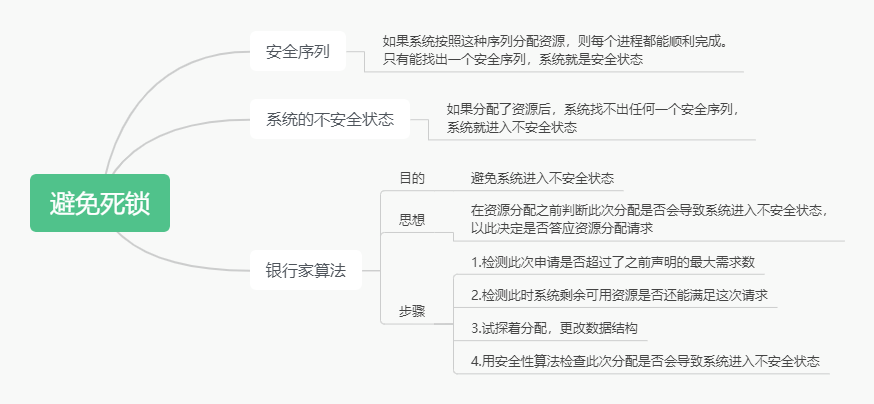 避免死锁
安全序列
如果系统按照这种序列分配资源，则每个进程都能顺利完成。
只有能找出一个安全序列，系统就是安全状态
系统的不安全状态
如果分配了资源后，系统找不出任何一个安全序列，
系统就进入不安全状态
银行家算法
目的
避免系统进入不安全状态
思想
在资源分配之前判断此次分配是否会导致系统进入不安全状态，
以此决定是否答应资源分配请求
步骤
1.检测此次申请是否超过了之前声明的最大需求数
2.检测此时系统剩余可用资源是否还能满足这次请求
3.试探着分配，更改数据结构
4.用安全性算法检查此次分配是否会导致系统进入不安全状态